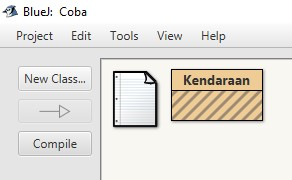 BlueJ:  Coba
Project Edit Tools View Help
New Class...
Kendaraan
Compile